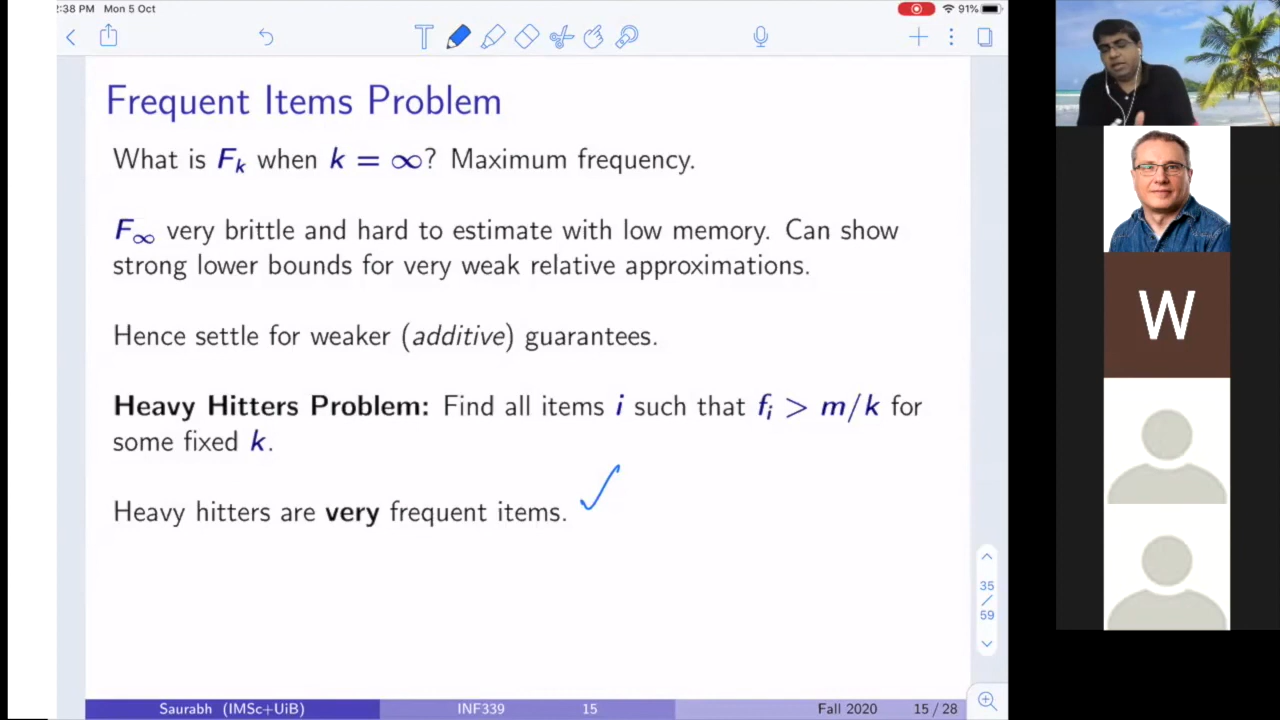 :38 PM Mon 5 Oct
91%
T
Frequent Items Problem
What is Fₖ when k = ∞? Maximum frequency.
F∞ very brittle and hard to estimate with low memory. Can show
strong lower bounds for very weak relative approximations.
Hence settle for weaker (additive) guarantees.
Heavy Hitters Problem: Find all items i such that fᵢ > m/k for
some fixed k.
Heavy hitters are very frequent items.
35
/
59
Saurabh (IMSc+UiB) INF339 15 Fall 2020 15 / 28
W